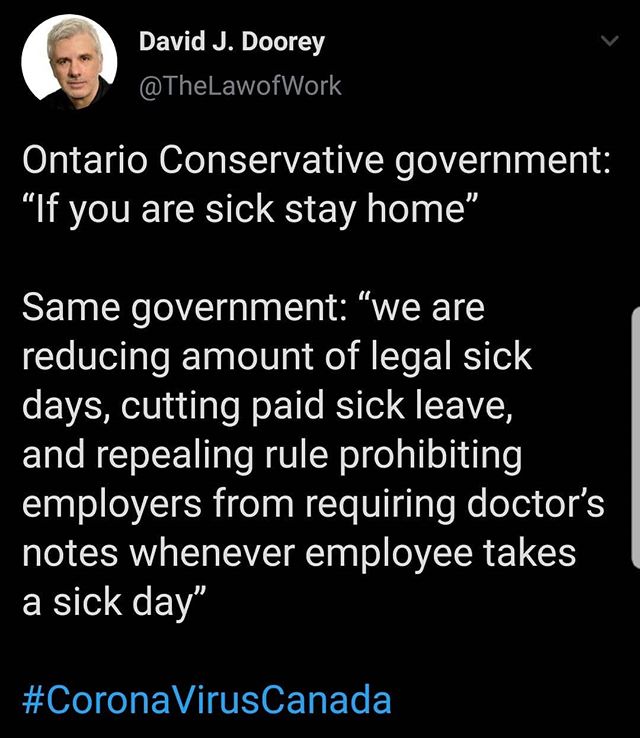 David J. Doorey
@TheLawofWork
Ontario Conservative government:
“If you are sick stay home”
Same government: “we are
reducing amount of legal sick
days, cutting paid sick leave,
and repealing rule prohibiting
employers from requiring doctor’s
notes whenever employee takes
a sick day”
#CoronaVirusCanada